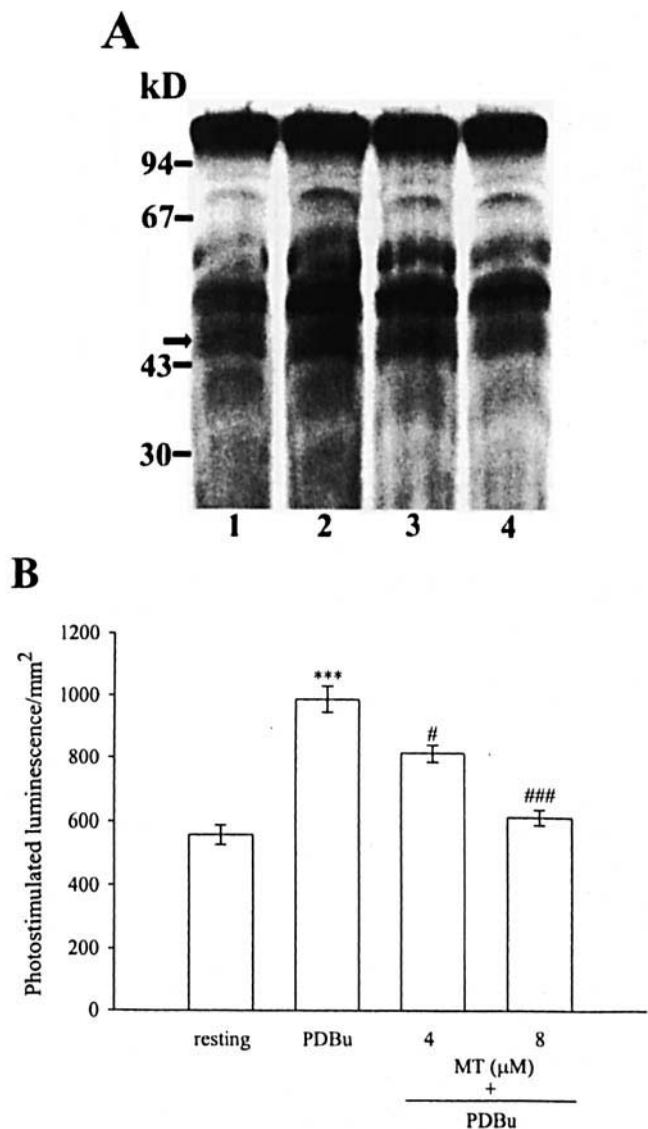 A
kD
94
67
43
30
1 2 3 4
B
Photostimulated luminescence/mm²
1200
1000
800
600
400
200
0
***
#
###
resting PDBu 4 8
MT (μM)
+
PDBu